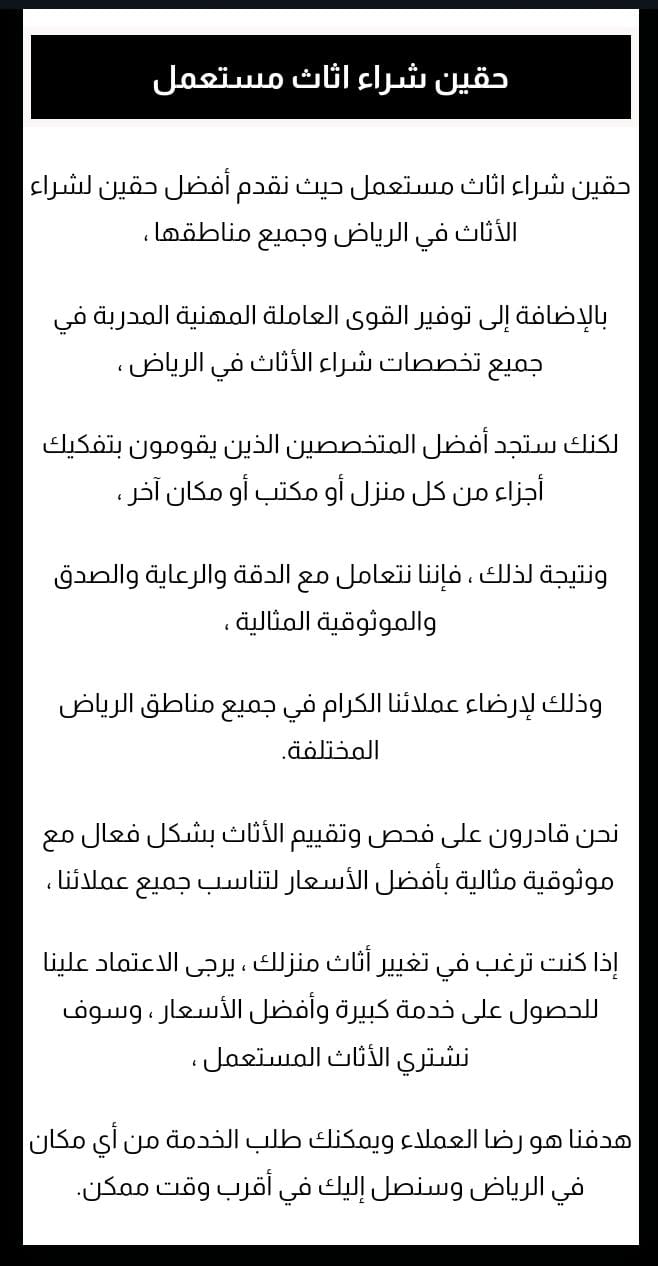 حقين شراء اثاث مستعمل
حقين شراء اثاث مستعمل حيث نقدم أفضل حقين لشراء
الأثاث في الرياض وجميع مناطقها ،
بالإضافة إلى توفير القوى العاملة المهنية المدربة في
جميع تخصصات شراء الأثاث في الرياض ،
لكنك ستجد أفضل المتخصصين الذين يقومون بتفكيك
أجزاء من كل منزل أو مكتب أو مكان آخر ،
ونتيجة لذلك ، فإننا نتعامل مع الدقة والرعاية والصدق
والموثوقية المثالية ،
وذلك لإرضاء عملائنا الكرام في جميع مناطق الرياض
المختلفة.
نحن قادرون على فحص وتقييم الأثاث بشكل فعال مع
موثوقية مثالية بأفضل الأسعار لتناسب جميع عملائنا ،
إذا كنت ترغب في تغيير أثاث منزلك ، يرجى الاعتماد علينا
للحصول على خدمة كبيرة وأفضل الأسعار ، وسوف
نشتري الأثاث المستعمل ،
هدفنا هو رضا العملاء ويمكنك طلب الخدمة من أي مكان
في الرياض وسنصل إليك في أقرب وقت ممكن.